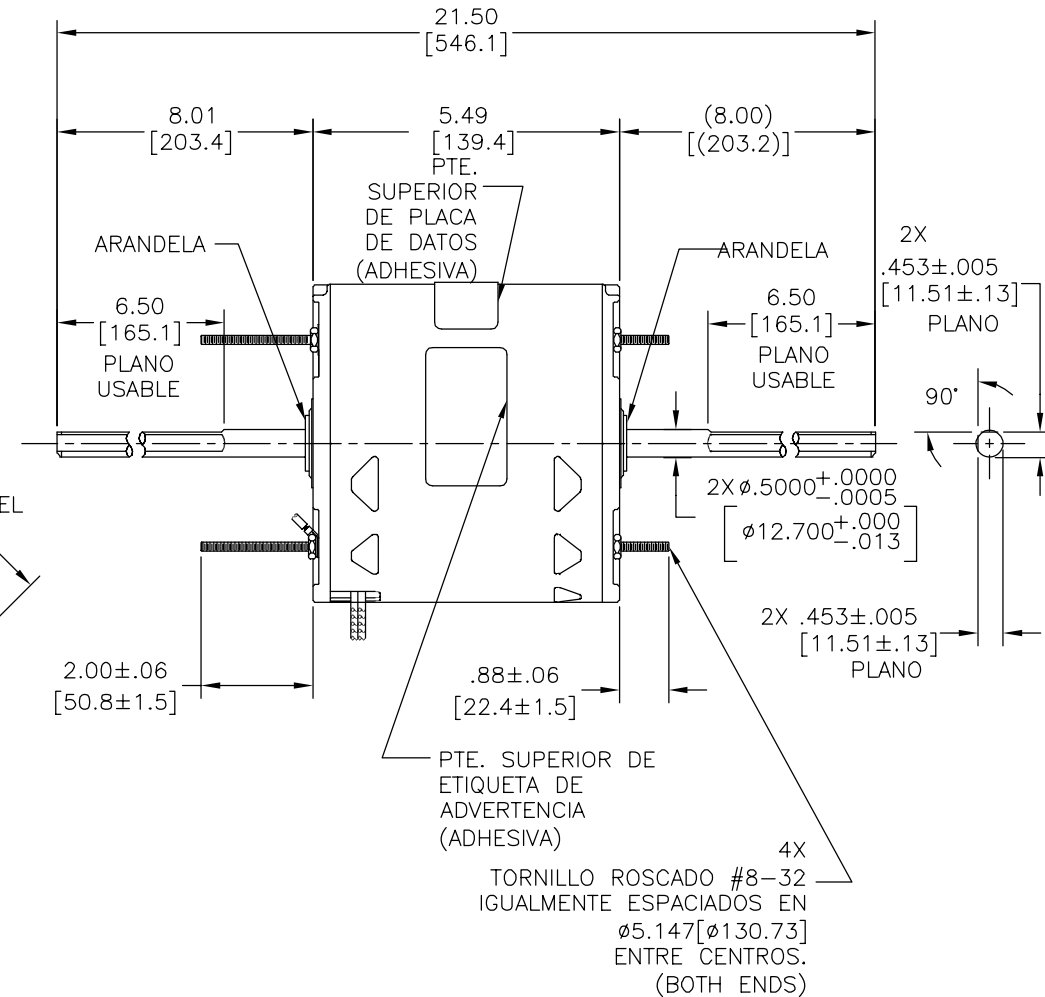 21.50
[546.1]
8.01
[203.4]
5.49
[139.4]
(8.00)
[(203.2)]
PTE.
SUPERIOR
DE PLACA
DE DATOS
(ADHESIVA)
ARANDELA
ARANDELA
2X
.453±.005
[11.51±.13]
PLANO
6.50
[165.1]
PLANO
USABLE
6.50
[165.1]
PLANO
USABLE
90°
EL
2X ø.5000 +.0000
-.0005
[ø12.700 +.000
-.013]
2X .453±.005
[11.51±.13]
PLANO
2.00±.06
[50.8±1.5]
.88±.06
[22.4±1.5]
PTE. SUPERIOR DE
ETIQUETA DE
ADVERTENCIA
(ADHESIVA)
4X
TORNILLO ROSCADO #8-32
IGUALMENTE ESPACIADOS EN
ø5.147[ø130.73]
ENTRE CENTROS.
(BOTH ENDS)